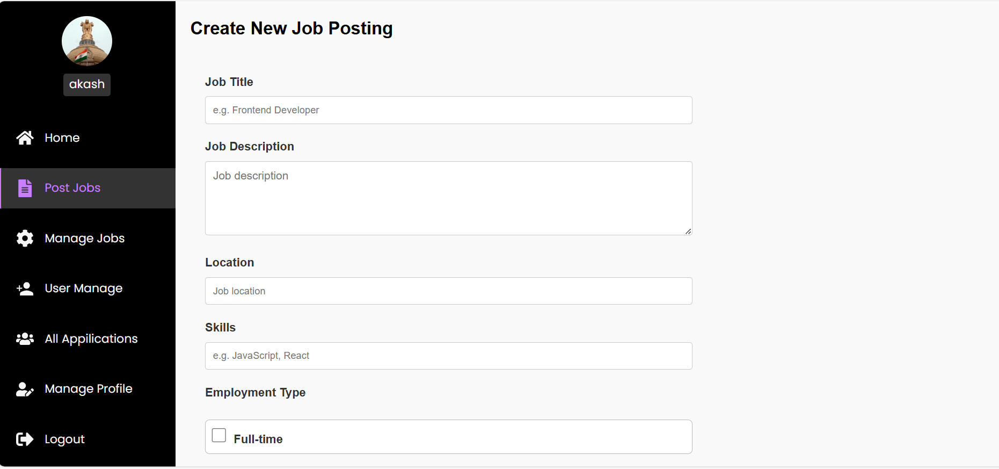 akash
Home
Post Jobs
Manage Jobs
User Manage
All Appilications
Manage Profile
Logout
Create New Job Posting
Job Title
e.g. Frontend Developer
Job Description
Job description
Location
Job location
Skills
e.g. JavaScript, React
Employment Type
Full-time